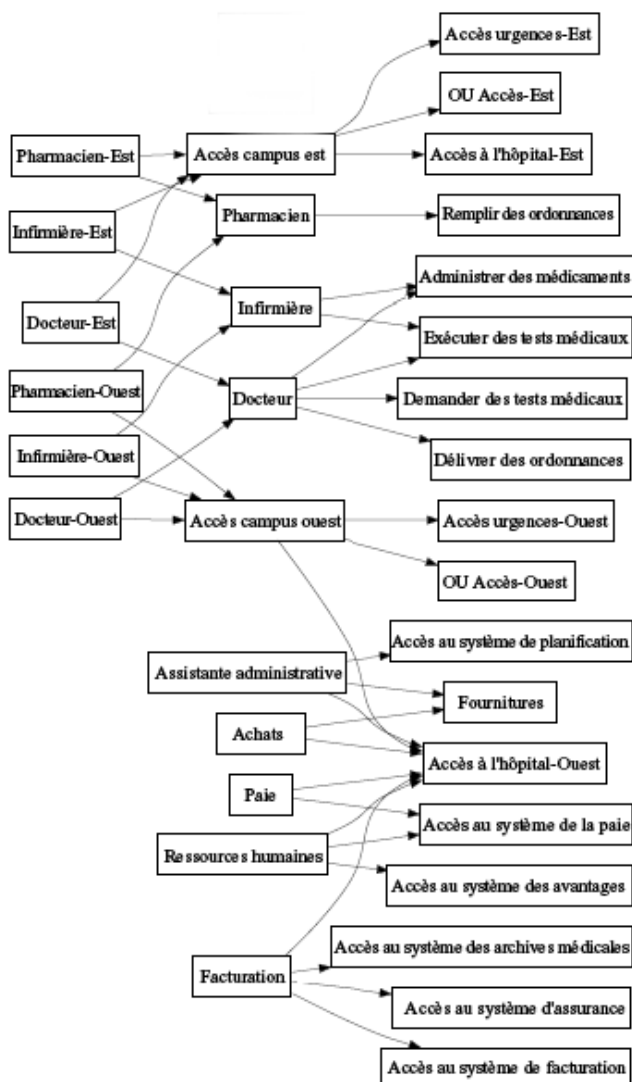 Accès urgences-Est
OU Accès-Est
Pharmacien-Est
Accès campus est
Accès à l'hôpital-Est
Pharmacien
Remplir des ordonnances
Infirmière-Est
Administrer des médicaments
Infirmière
Docteur-Est
Exécuter des tests médicaux
Pharmacien-Ouest
Docteur
Demander des tests médicaux
Infirmière-Ouest
Délivrer des ordonnances
Docteur-Ouest
Accès campus ouest
Accès urgences-Ouest
OU Accès-Ouest
Accès au système de planification
Assistante administrative
Fournitures
Achats
Accès à l'hôpital-Ouest
Paie
Accès au système de la paie
Ressources humaines
Accès au système des avantages
Accès au système des archives médicales
Facturation
Accès au système d'assurance
Accès au système de facturation